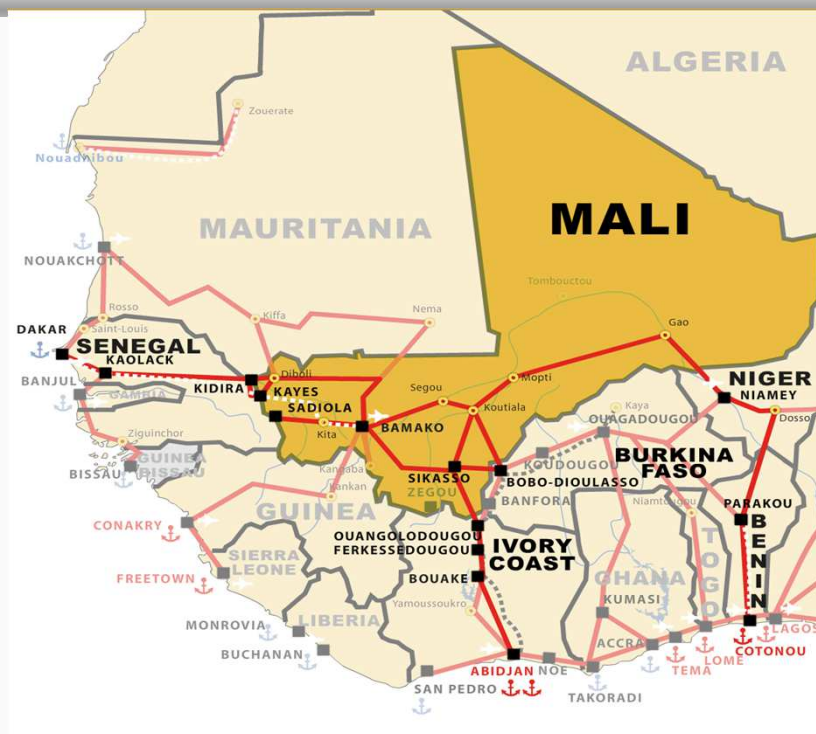 ALGERIA
Zouerate
Nouadhibou
MALI
MAURITANIA
NOUAKCHOTT
Tombouctou
Rosso
Kiffa
Nema
Gao
Saint-Louis
DAKAR
SENEGAL
KAOLACK
Diboli
Mopti
BANJUL
GAMBIA
KIDIRA
KAYES
Segou
NIGER
NIAMEY
SADIOLA
Koutiala
Kaya
Dosso
OUAGADOUGOU
Ziguinchor
Kita
BAMAKO
GUINEA
BISSAU
BISSAU
Kangaba
KOUDOUGOU
BURKINA
FASO
SIKASSO
BOBO-DIOULASSO
Kankan
ZEGOU
BANFORA
Niamtougou
PARAKOU
GUINEA
CONAKRY
OUANGOLODOUGOU
FERKESSEDOUGOU
IVORY
COAST
BENIN
TOGO
SIERRA
LEONE
FREETOWN
BOUAKE
GHANA
KUMASI
Yamoussoukro
MONROVIA
LIBERIA
LAGOS
BUCHANAN
ACCRA
COTONOU
LOME
TEMA
ABIDJAN
NOE
SAN PEDRO
TAKORADI